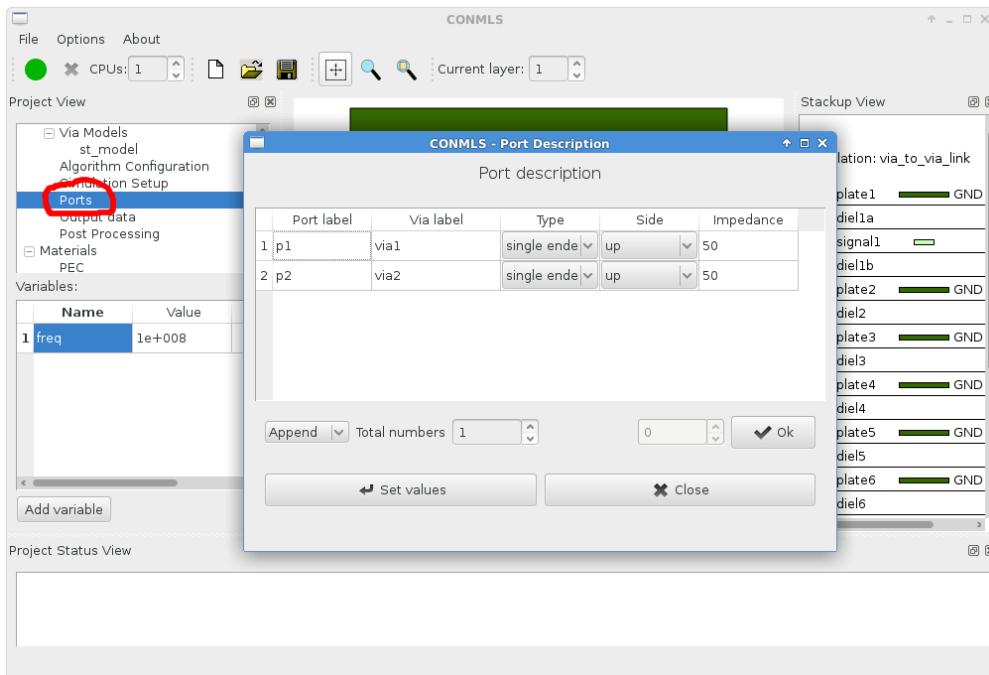 CONMLS
File Options About
CPUs: 1 Current layer: 1
Project View
Stackup View
Via Models
st_model
Algorithm Configuration
Simulation Setup
Ports
Output data
Post Processing
Materials
PEC
Variables:
Name Value
1 freq 1e+008
Add variable
CONMLS - Port Description
Port description
Port label Via label Type Side Impedance
1 p1 via1 single ende up 50
2 p2 via2 single ende up 50
Append Total numbers 1 0 Ok
Set values Close
lation: via_to_via_link
plate1 GND
diel1a
signal1
diel1b
plate2 GND
diel2
plate3 GND
diel3
plate4 GND
diel4
plate5 GND
diel5
plate6 GND
diel6
Project Status View